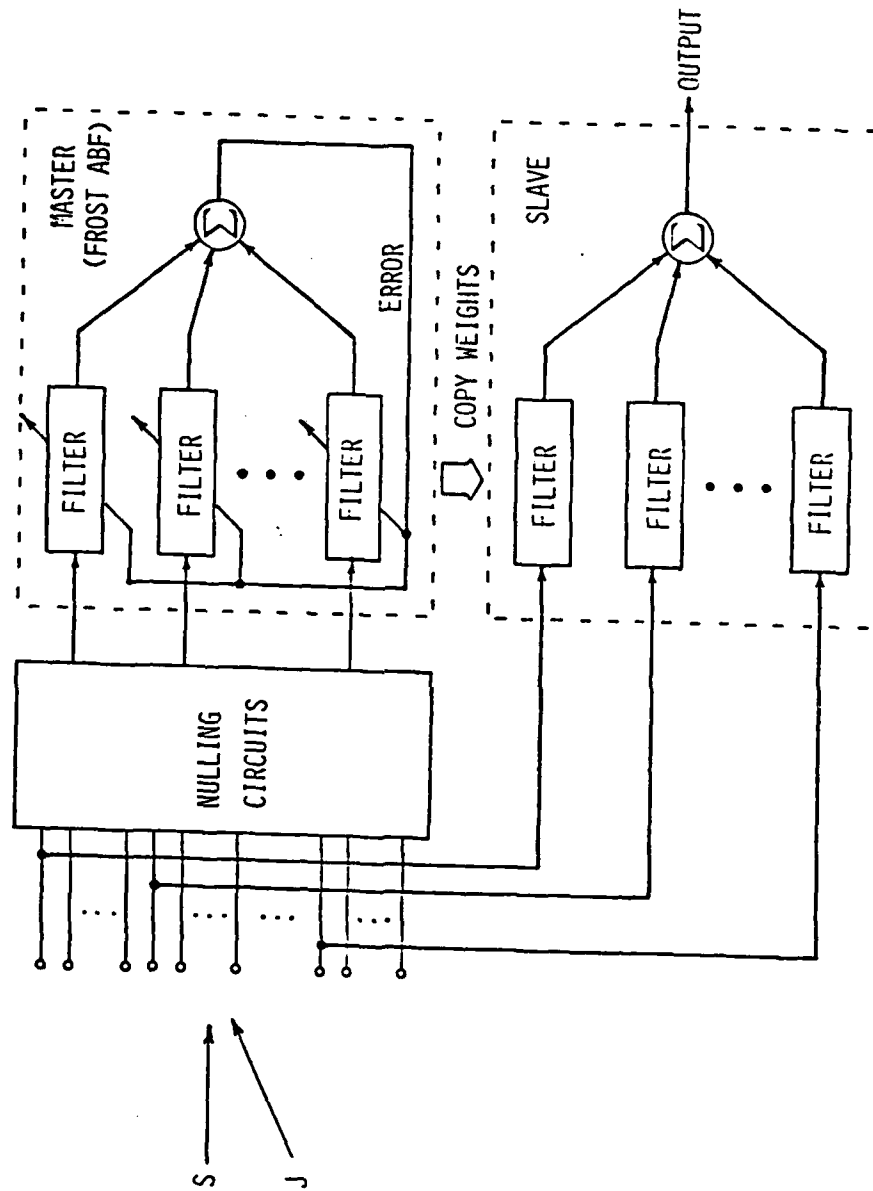 S
J
NULLING
CIRCUITS
MASTER
(FROST ABF)
FILTER
FILTER
FILTER
Σ
ERROR
COPY WEIGHTS
SLAVE
FILTER
FILTER
FILTER
Σ
OUTPUT